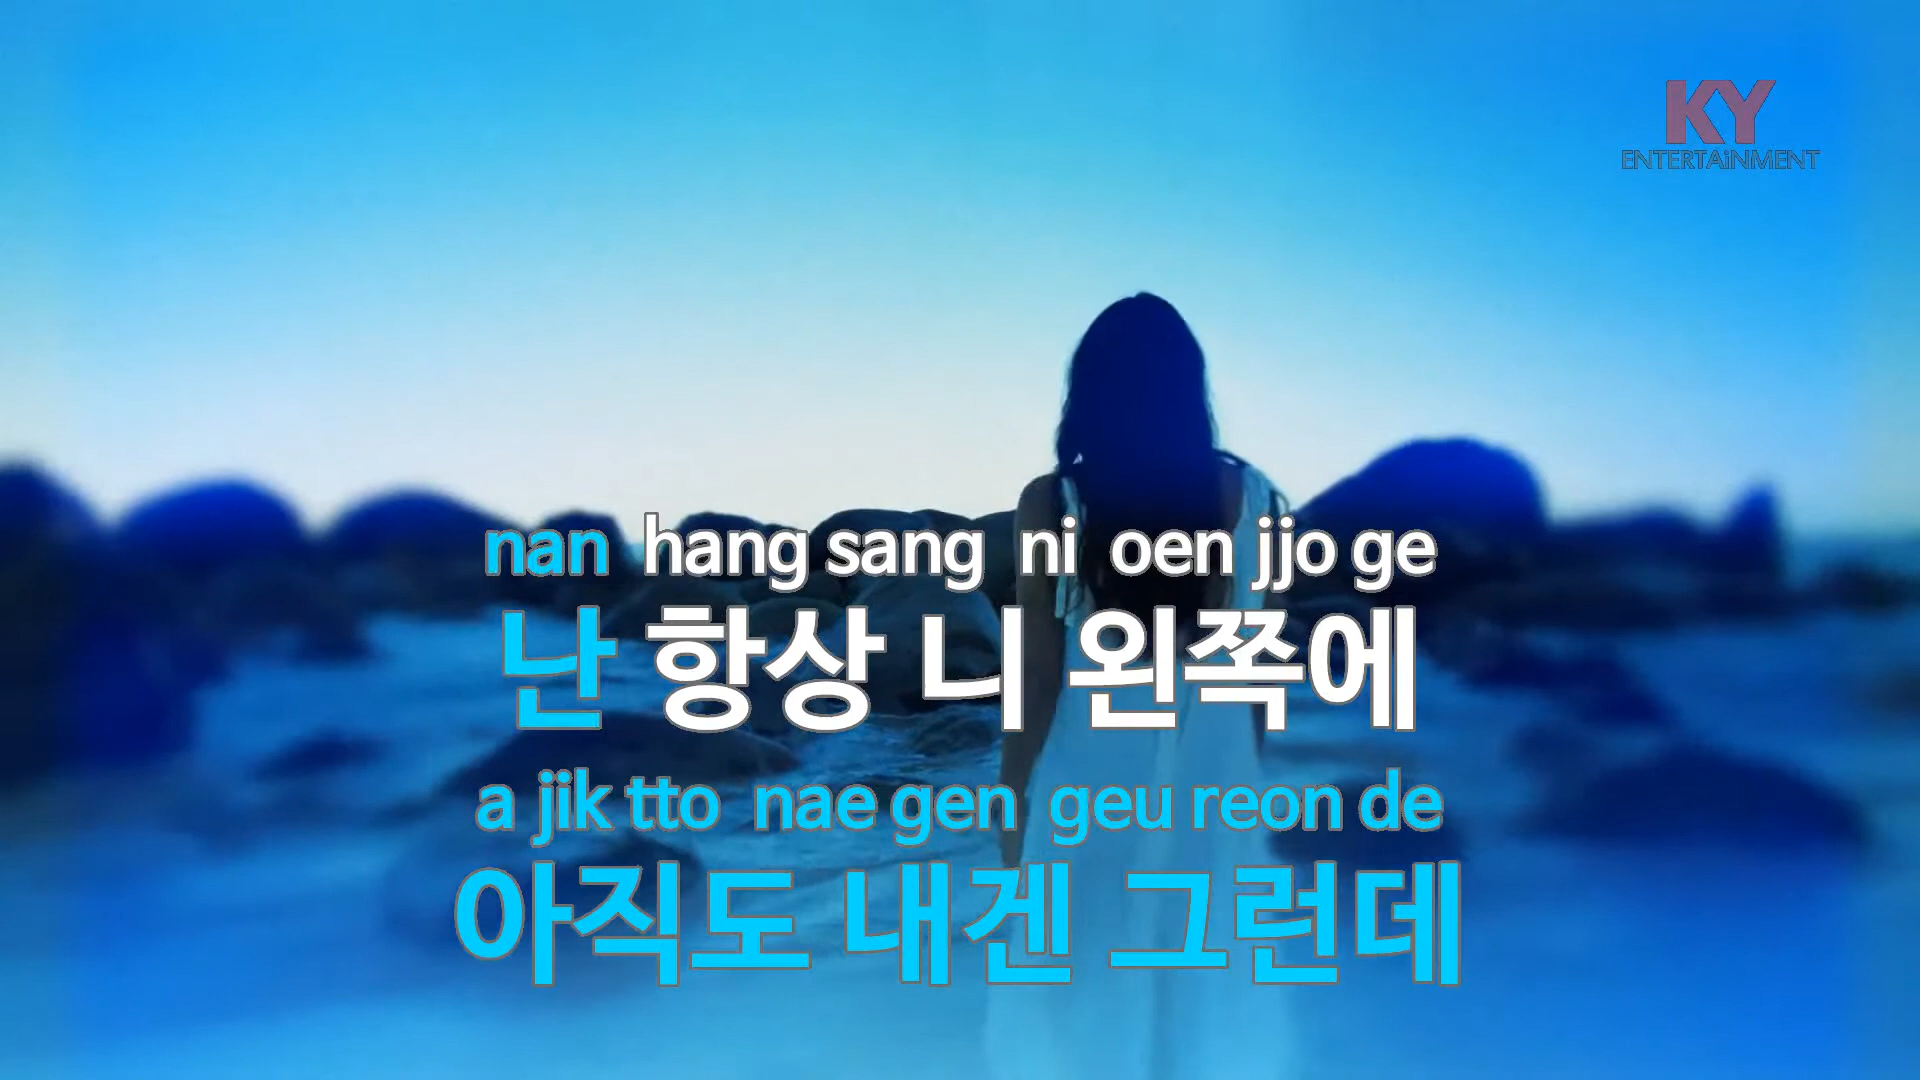 KY
ENTERTAiNMENT
nan hang sang ni oen jjo ge
난 항상 니 왼쪽에
a jik tto nae gen geu reon de
아직도 내겐 그런데